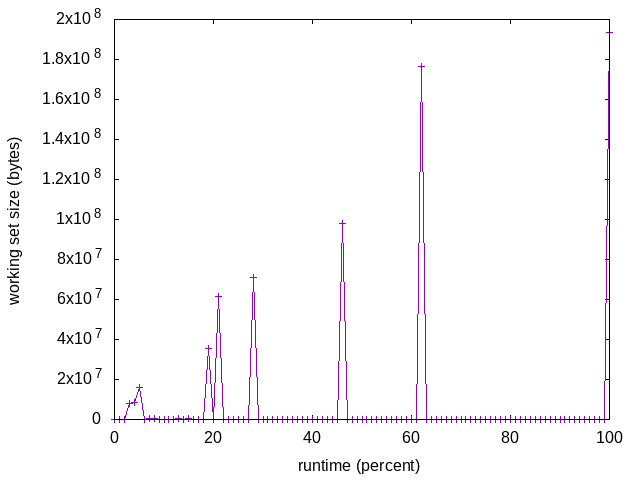 2x10^8
1.8x10^8
1.6x10^8
1.4x10^8
1.2x10^8
1x10^8
8x10^7
6x10^7
4x10^7
2x10^7
0
working set size (bytes)
0 20 40 60 80 100
runtime (percent)